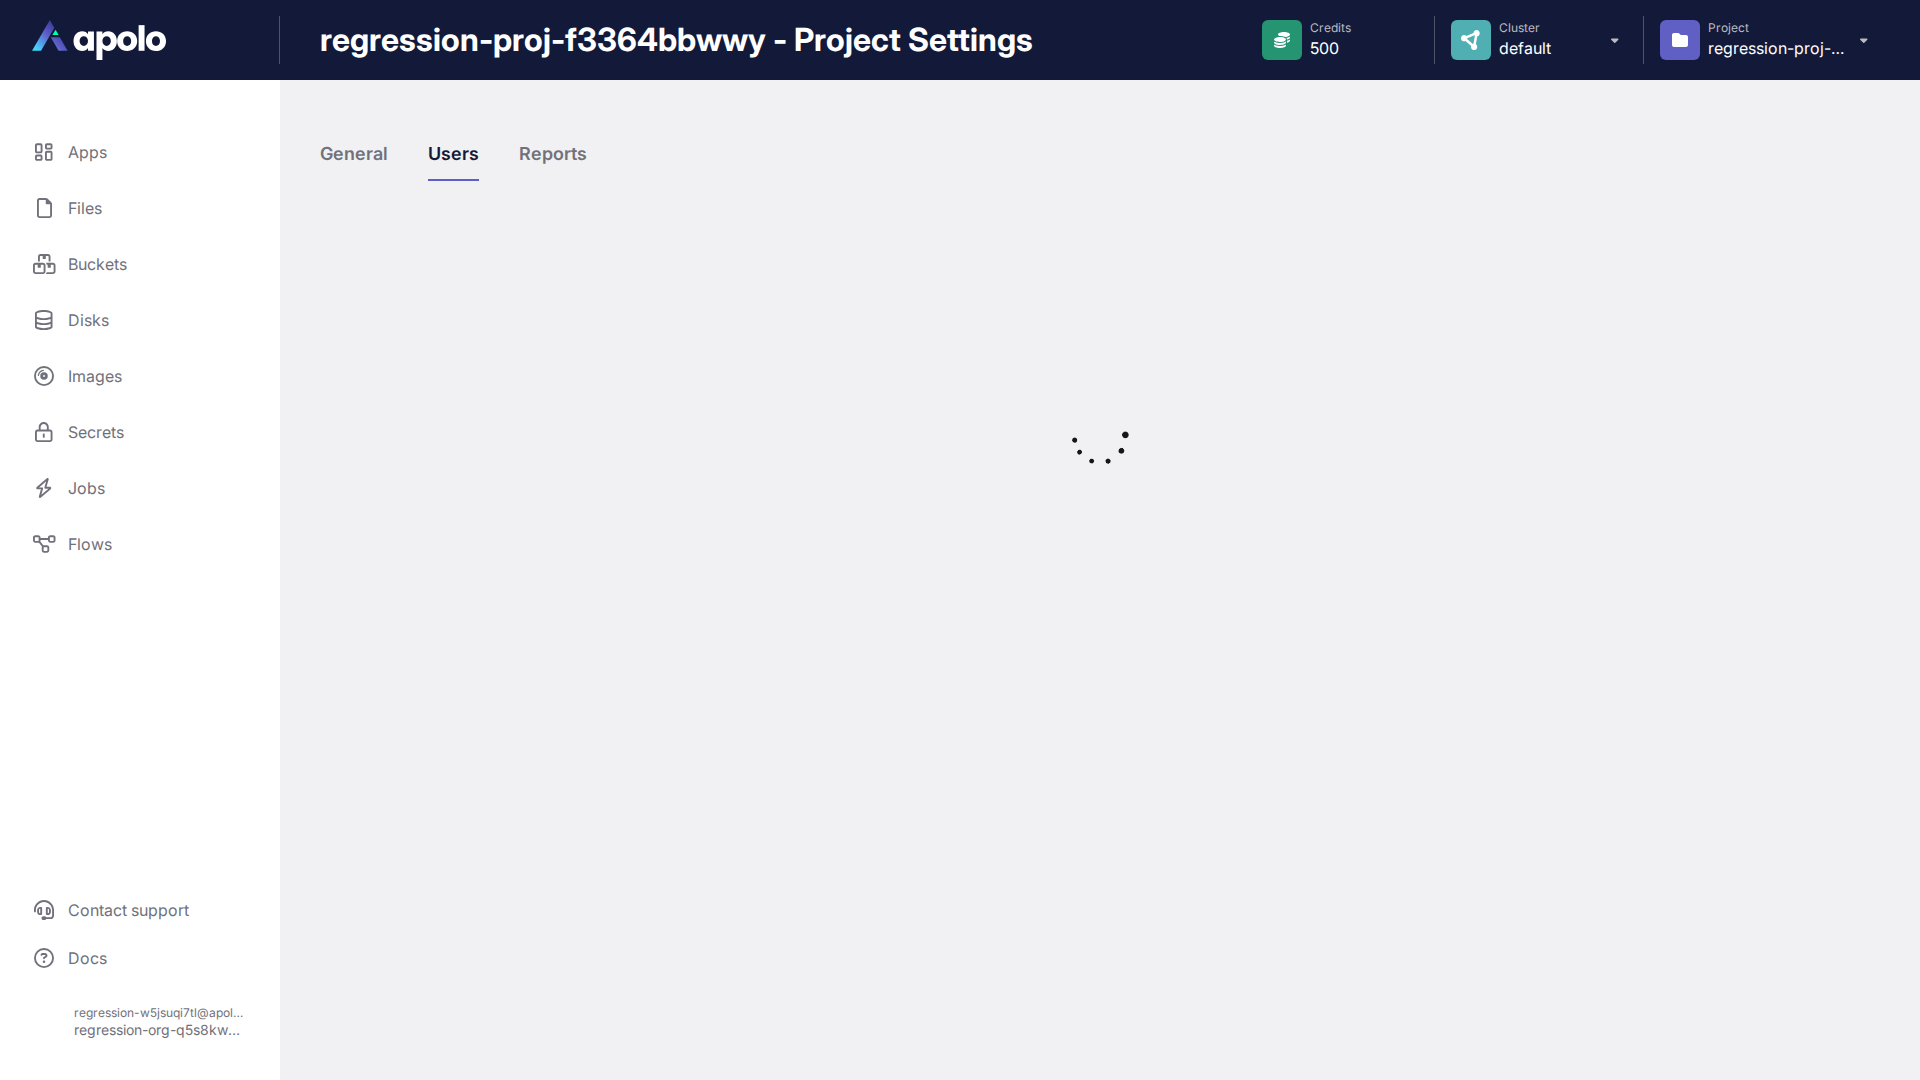 apolo
regression-proj-f3364bbwwy - Project Settings
Credits
500
Cluster
default
Project
regression-proj-...
Apps
Files
Buckets
Disks
Images
Secrets
Jobs
Flows
General
Users
Reports
Contact support
Docs
regression-w5jsuqi7tl@apol...
regression-org-q5s8kw...